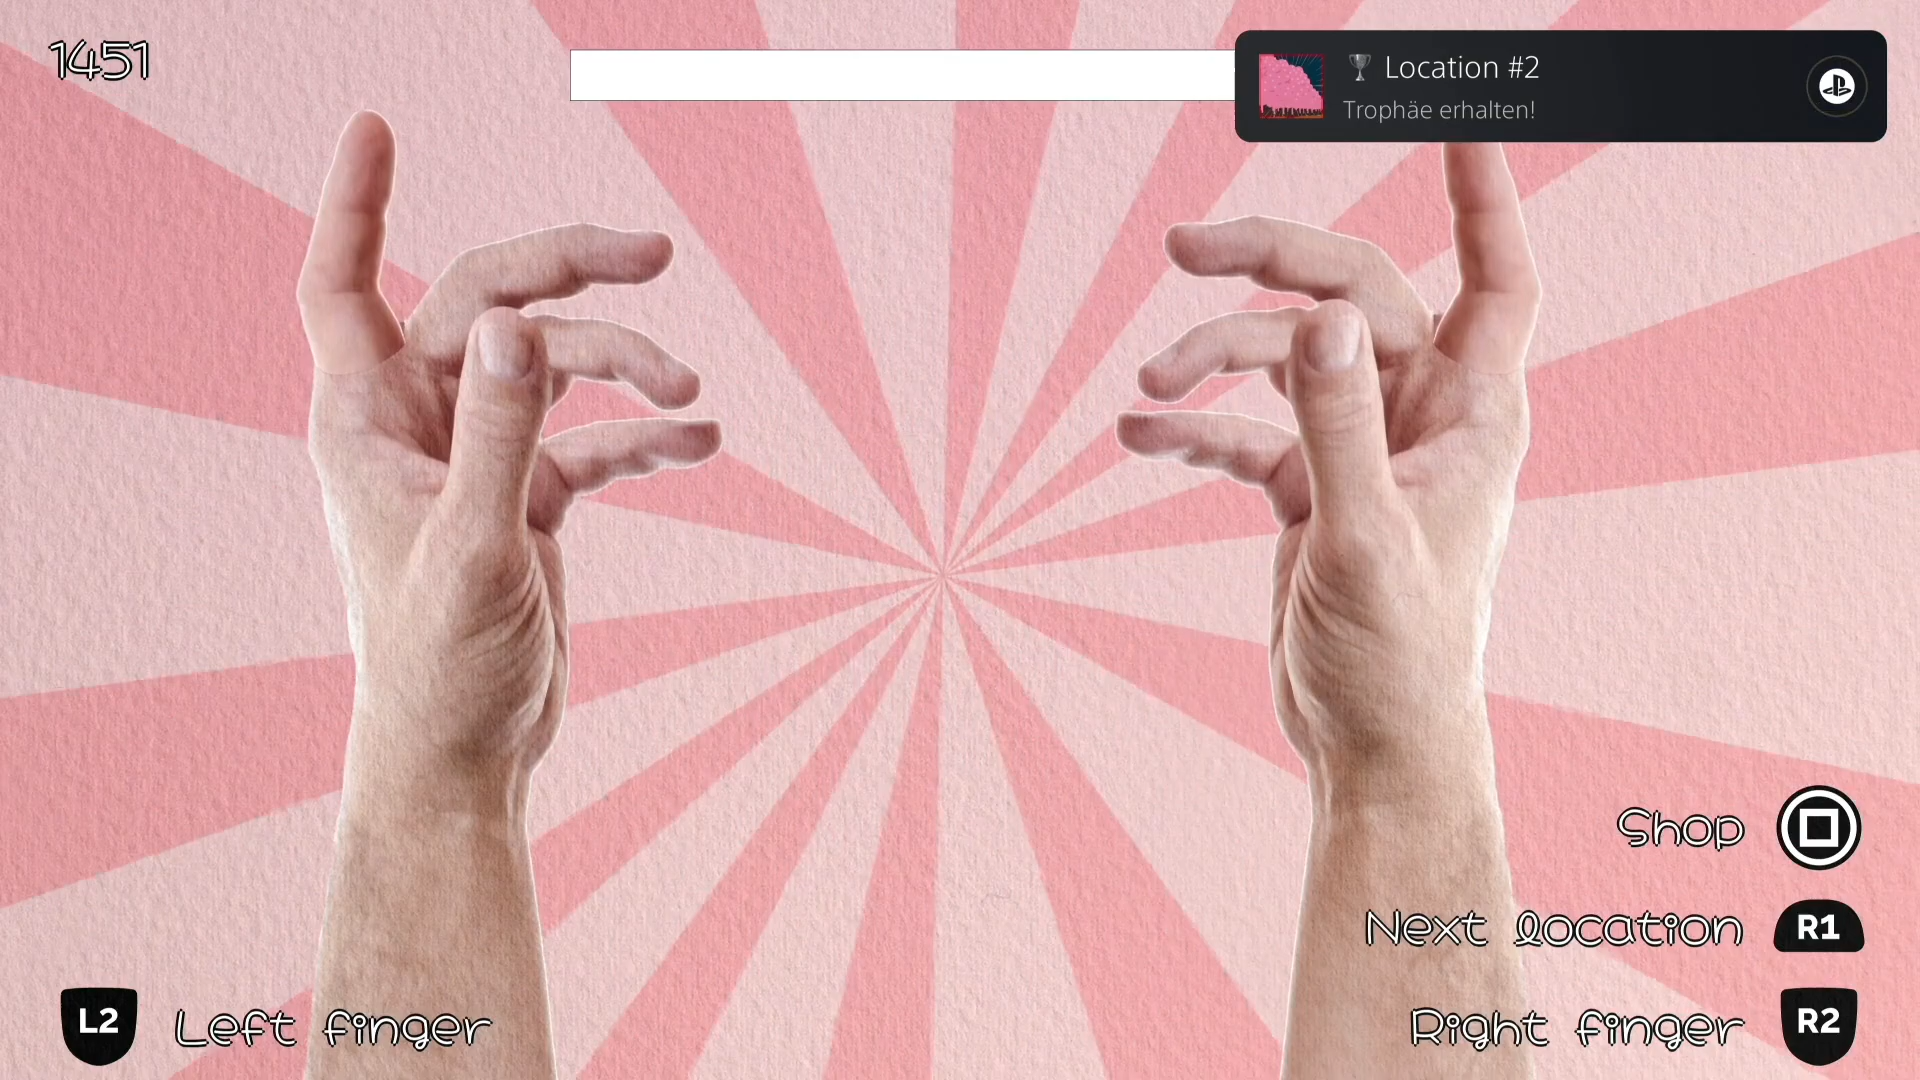 1451
Location #2
Trophäe erhalten!
Shop
Next location R1
L2 Left finger
Right finger R2